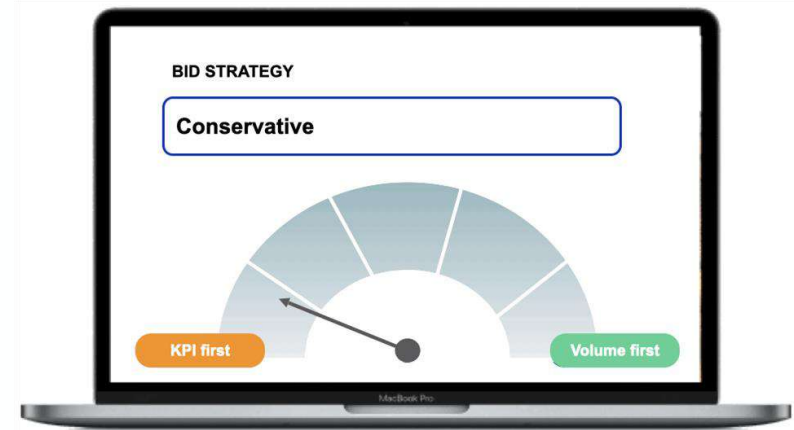 BID STRATEGY
Conservative
KPI first
Volume first
MacBook Pro